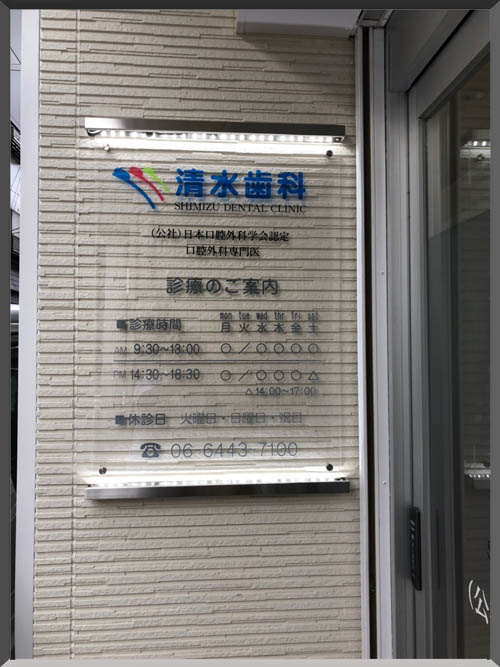 清水歯科
SHIMIZU DENTAL CLINIC
(公社)日本口腔外科学会認定
口腔外科専門医
診療のご案内
mon tue wed thr fri sat
■診療時間 月 火 水 木 金 土
AM 9:30~13:00 ○ / ○ ○ ○ ○
PM 14:30~18:30 ○ / ○ ○ ○ △
△14:00~17:00
■休診日 火曜日・日曜日・祝日
☎ 06-6443-7100
(公